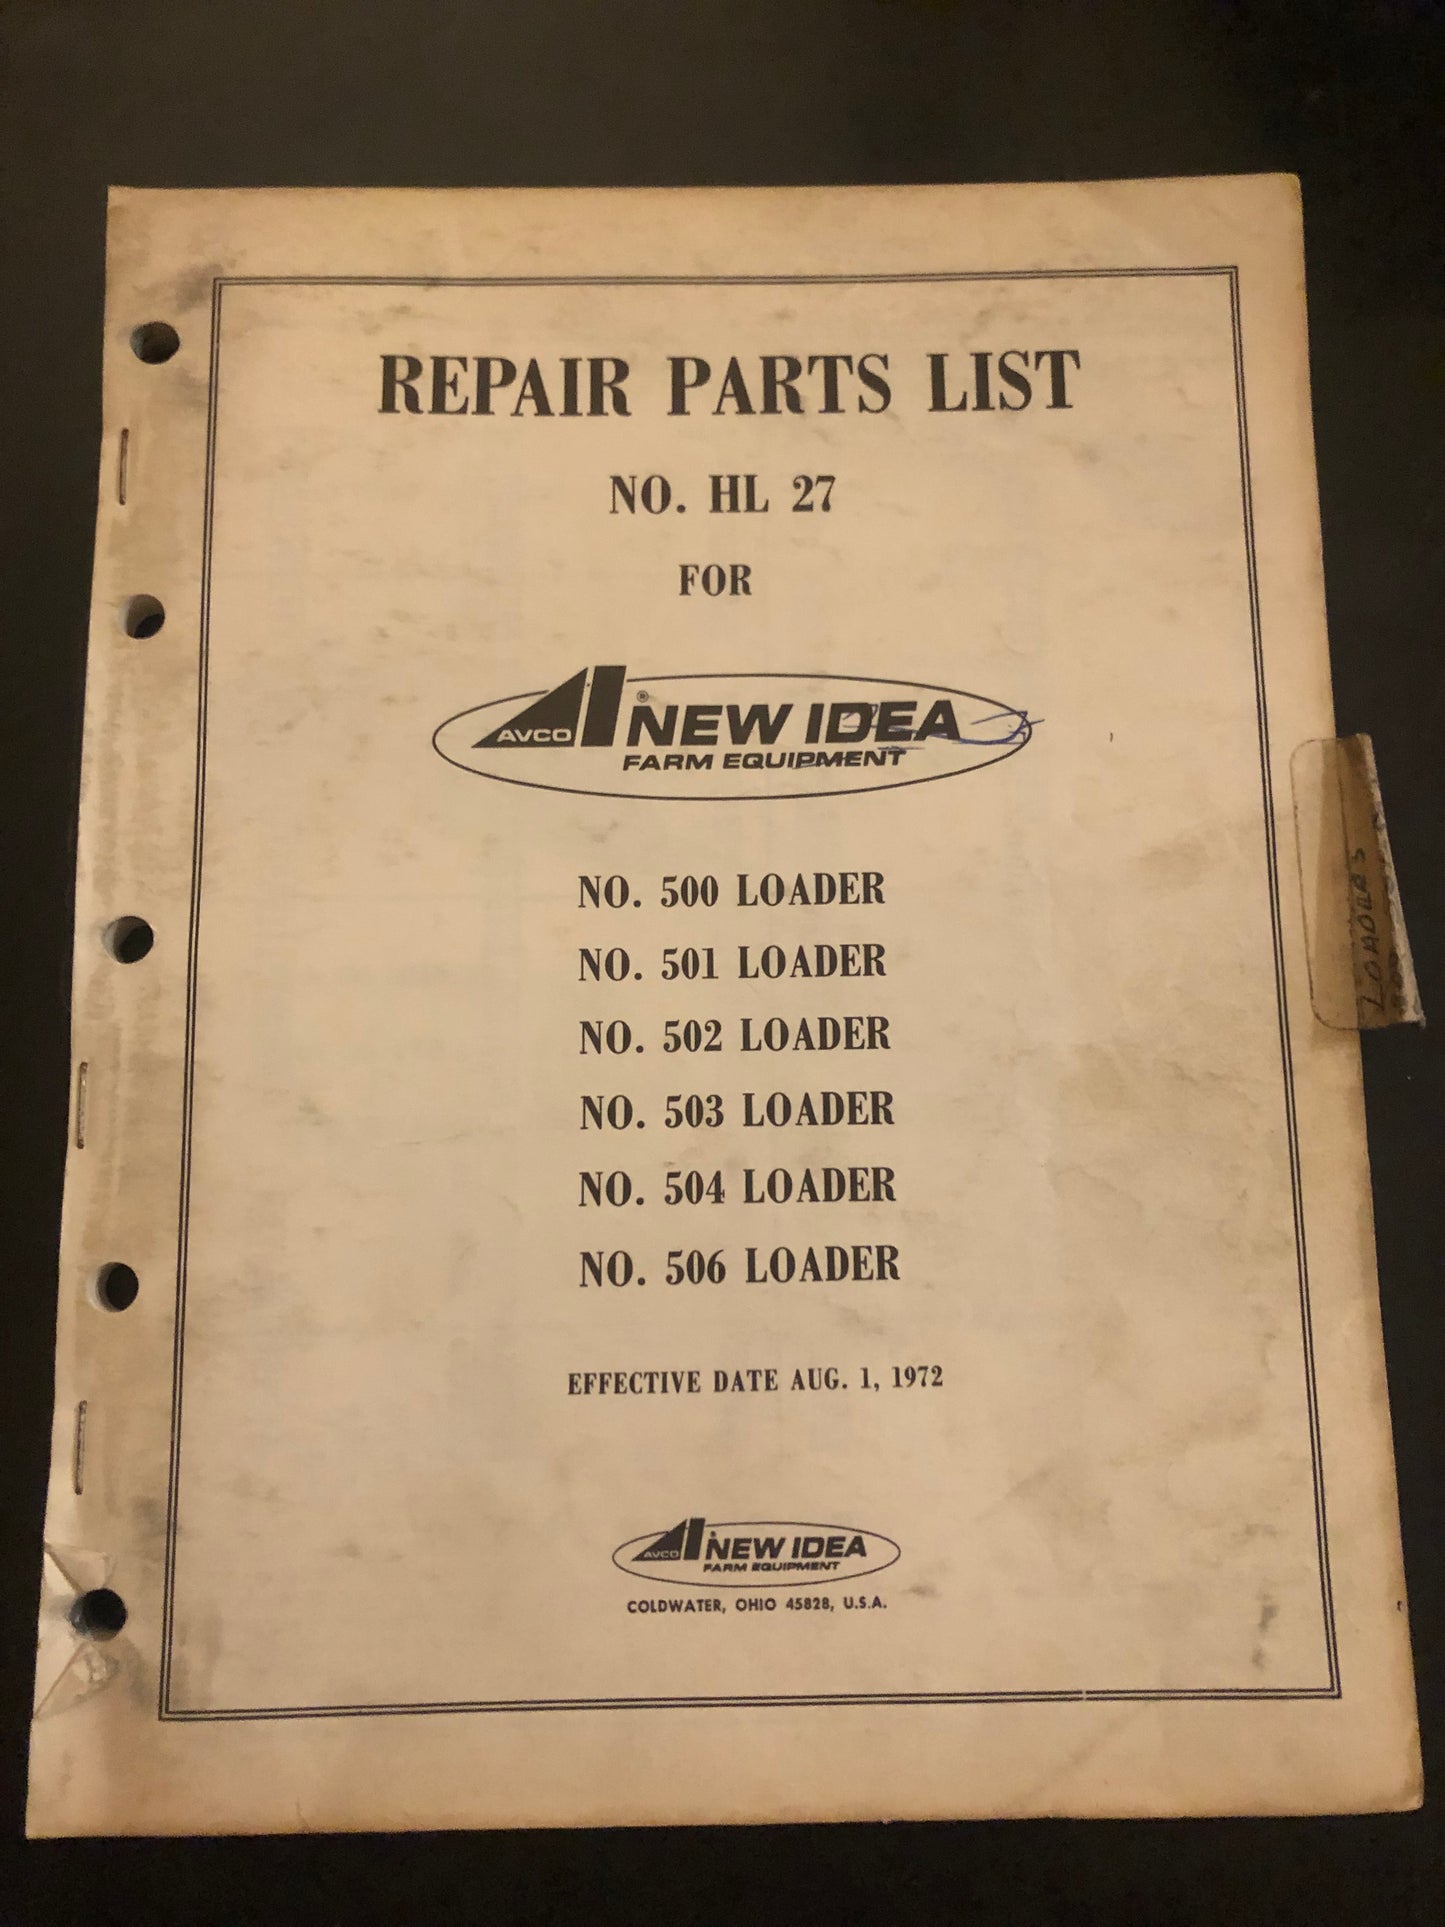 REPAIR PARTS LIST
NO. HL 27
FOR
AVCO ® NEW IDEA
FARM EQUIPMENT
NO. 500 LOADER
NO. 501 LOADER
NO. 502 LOADER
NO. 503 LOADER
NO. 504 LOADER
NO. 506 LOADER
EFFECTIVE DATE AUG. 1, 1972
AVCO ® NEW IDEA
FARM EQUIPMENT
COLDWATER, OHIO 45828, U.S.A.
LOADERS